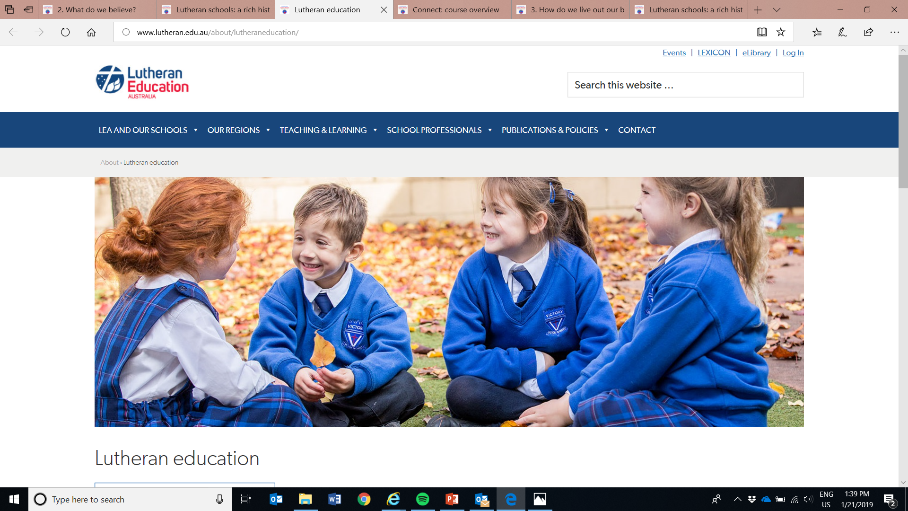 2. What do we believe?
Lutheran schools: a rich hist
Lutheran education
Connect: course overview
3. How do we live out our b
Lutheran schools: a rich hist
www.lutheran.edu.au/about/lutheraneducation/
Events | LEXICON | eLibrary | Log In
Lutheran
Education
AUSTRALIA
Search this website ...
LEA AND OUR SCHOOLS OUR REGIONS TEACHING & LEARNING SCHOOL PROFESSIONALS PUBLICATIONS & POLICIES CONTACT
About › Lutheran education
VICTORY
VICTORY
Lutheran education
Type here to search
ENG
US
1:39 PM
1/21/2019
2